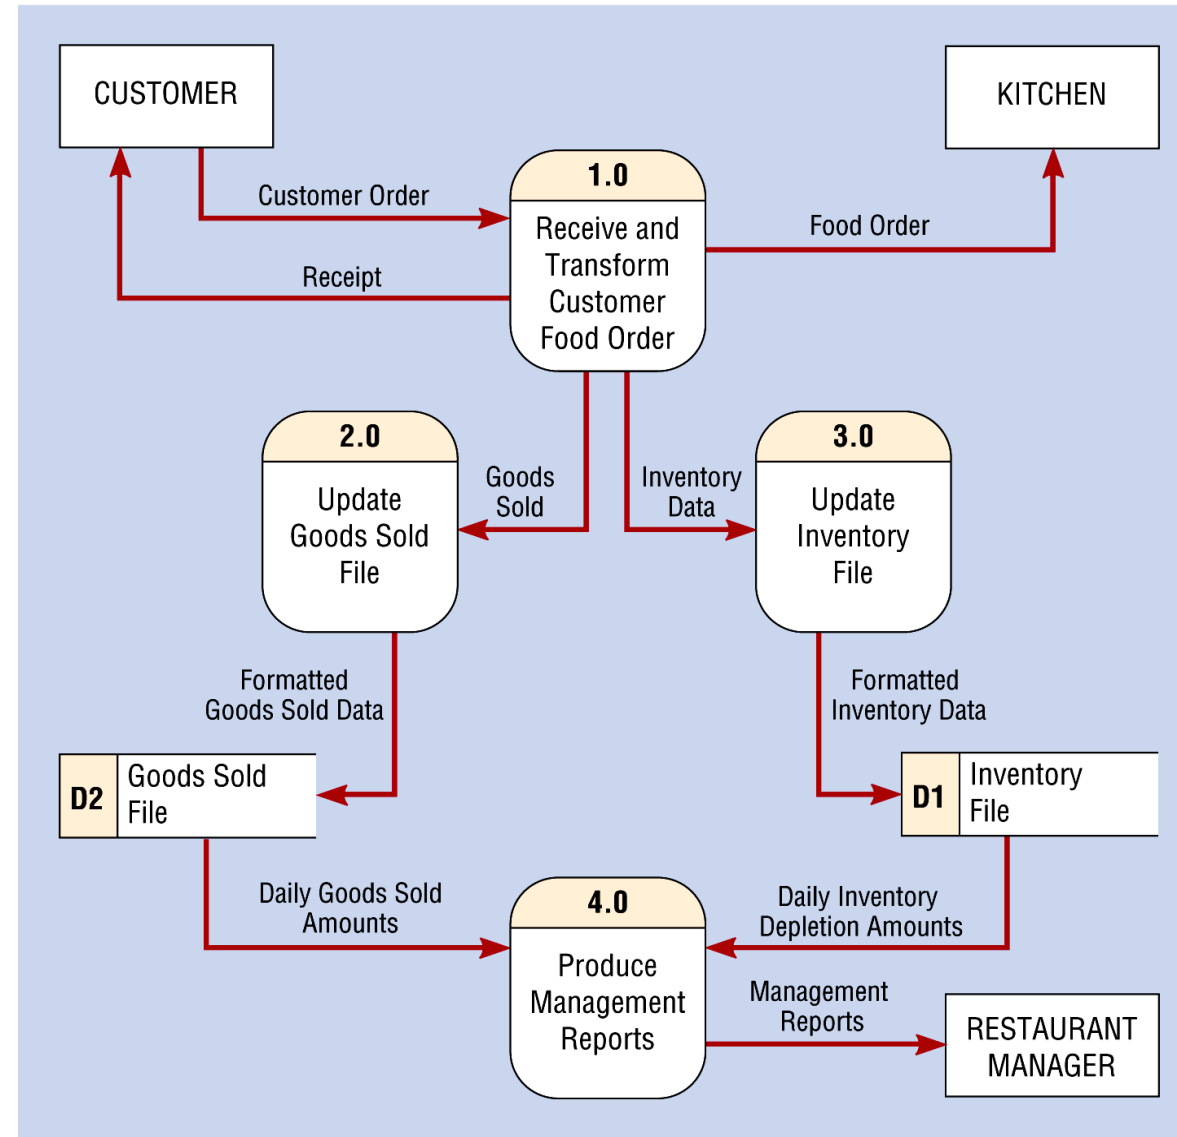 CUSTOMER
KITCHEN
1.0
Receive and
Transform
Customer
Food Order
Customer Order
Receipt
Food Order
2.0
Update
Goods Sold
File
Goods
Sold
Inventory
Data
3.0
Update
Inventory
File
Formatted
Goods Sold Data
Formatted
Inventory Data
D2
Goods Sold
File
D1
Inventory
File
Daily Goods Sold
Amounts
4.0
Produce
Management
Reports
Daily Inventory
Depletion Amounts
Management
Reports
RESTAURANT
MANAGER